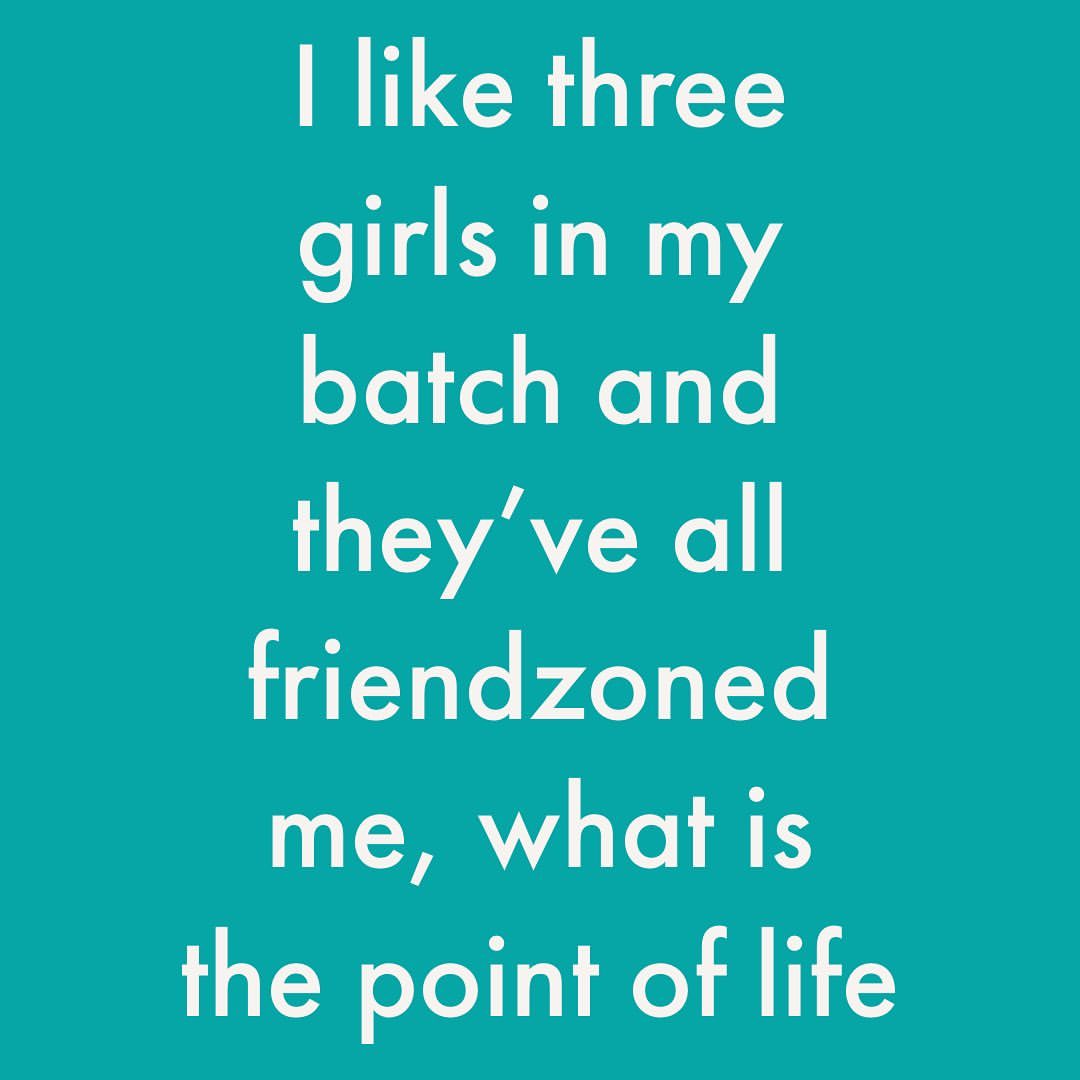 I like three
girls in my
batch and
they’ve all
friendzoned
me, what is
the point of life